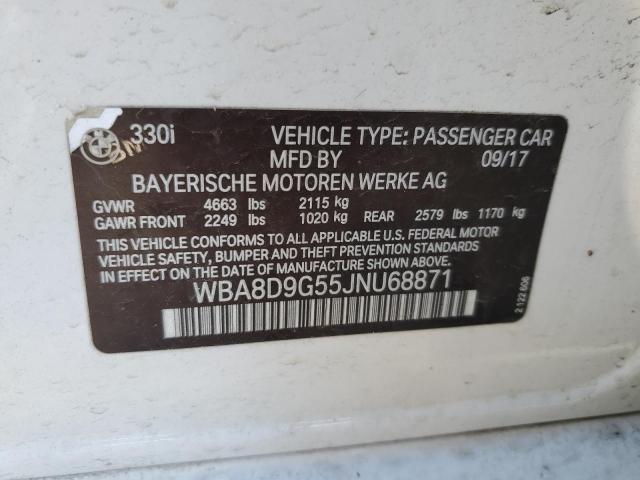 330i VEHICLE TYPE: PASSENGER CAR
MFD BY 09/17
BAYERISCHE MOTOREN WERKE AG
GVWR 4663 lbs 2115 kg
GAWR FRONT 2249 lbs 1020 kg REAR 2579 lbs 1170 kg
THIS VEHICLE CONFORMS TO ALL APPLICABLE U.S. FEDERAL MOTOR
VEHICLE SAFETY, BUMPER, AND THEFT PREVENTION STANDARDS
IN EFFECT ON THE DATE OF MANUFACTURE SHOWN ABOVE.
WBA8D9G55JNU68871
2122606